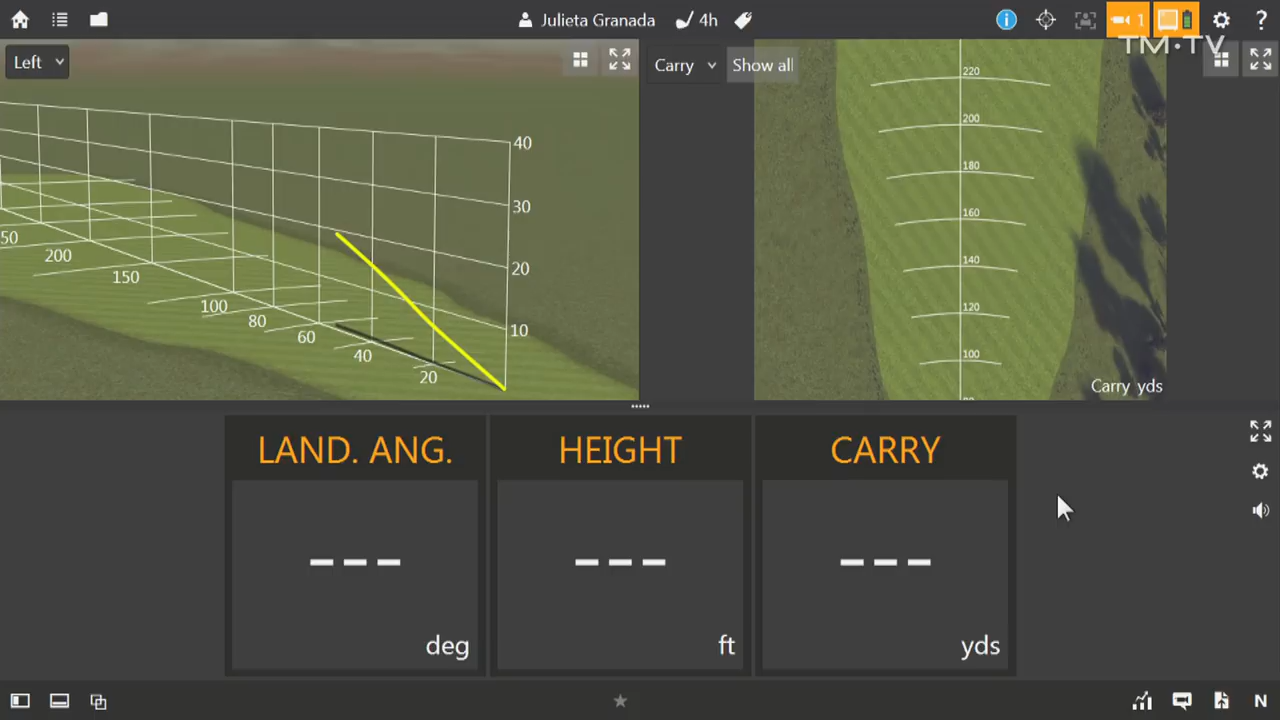 Julieta Granada
4h
1
TM·TV
Left
Carry
Show all
40
30
20
10
50
200
150
100
80
60
40
20
220
200
180
160
140
120
100
Carry yds
LAND. ANG.
HEIGHT
CARRY
---
---
---
deg
ft
yds
N